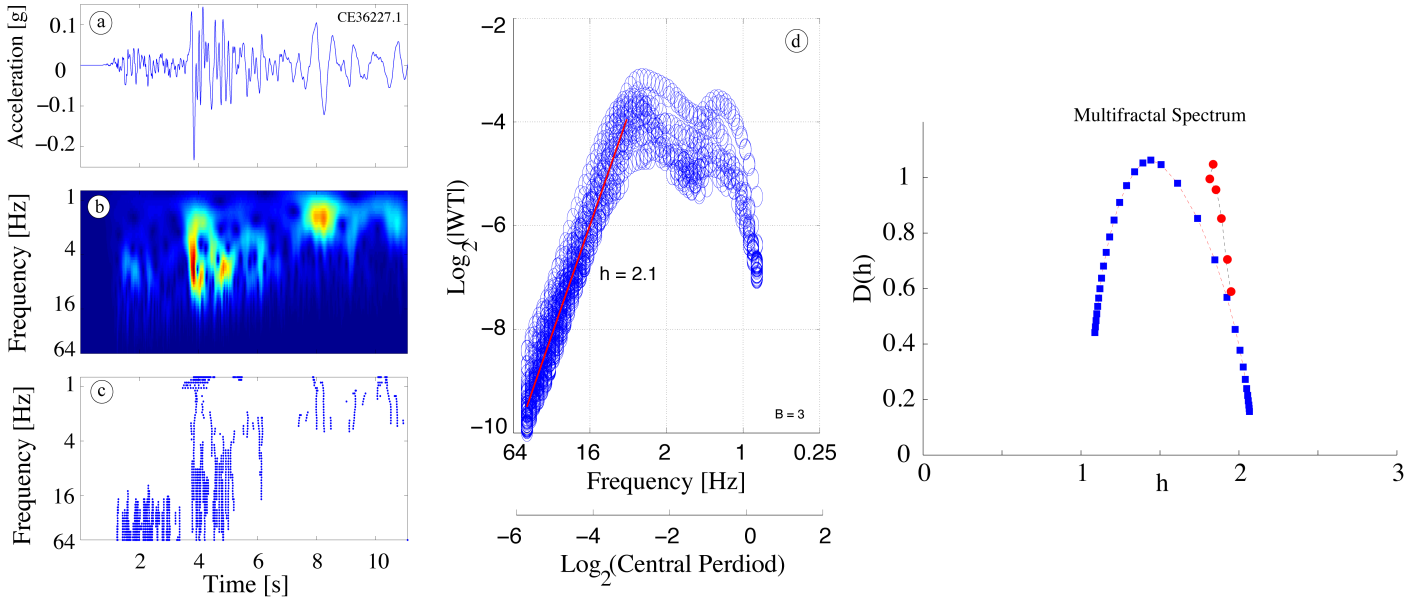 a
CE36227.1
Acceleration [g]
0.1
0
−0.1
−0.2
b
Frequency [Hz]
1
4
16
64
c
Frequency [Hz]
1
4
16
64
2
4
6
8
10
Time [s]
d
Log2(|WT|)
−2
−4
−6
−8
−10
h = 2.1
B = 3
64
16
2
1
0.25
Frequency [Hz]
-6
-4
-2
0
2
Log2(Central Perdiod)
Multifractal Spectrum
D(h)
1
0.8
0.6
0.4
0.2
0
0
1
2
3
h